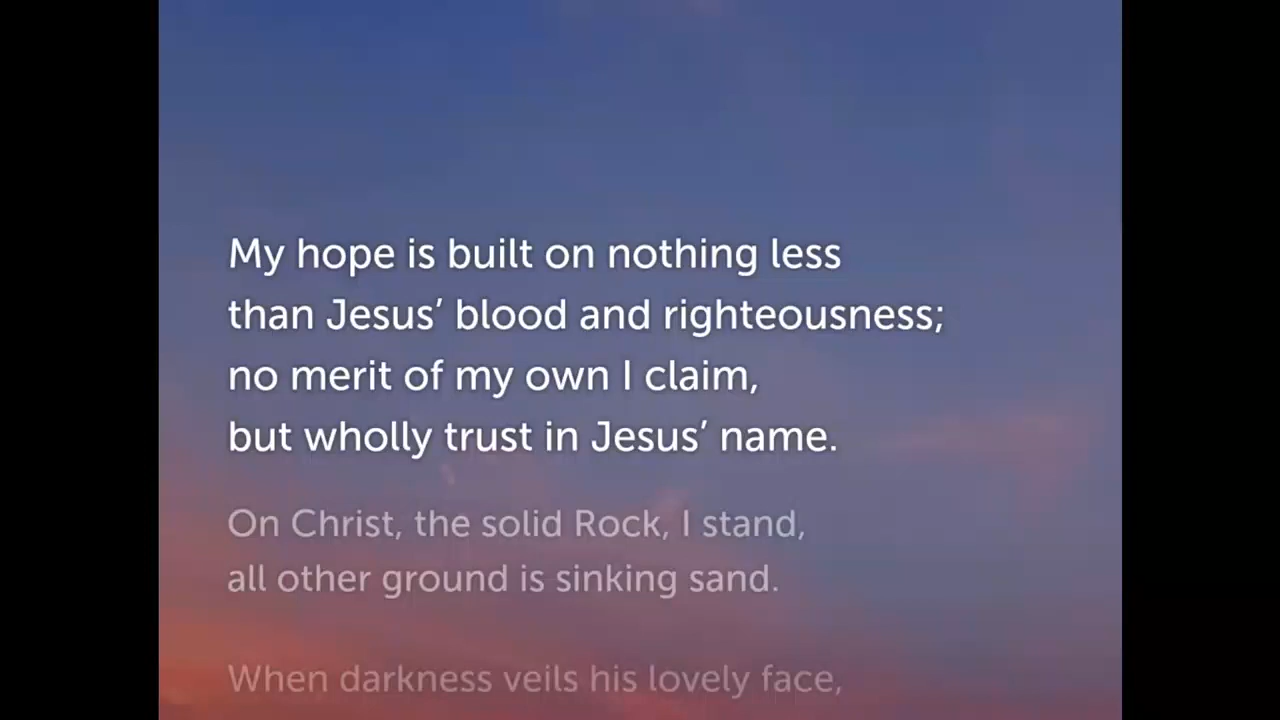 My hope is built on nothing less
than Jesus’ blood and righteousness;
no merit of my own I claim,
but wholly trust in Jesus’ name.
On Christ, the solid Rock, I stand,
all other ground is sinking sand.
When darkness veils his lovely face,